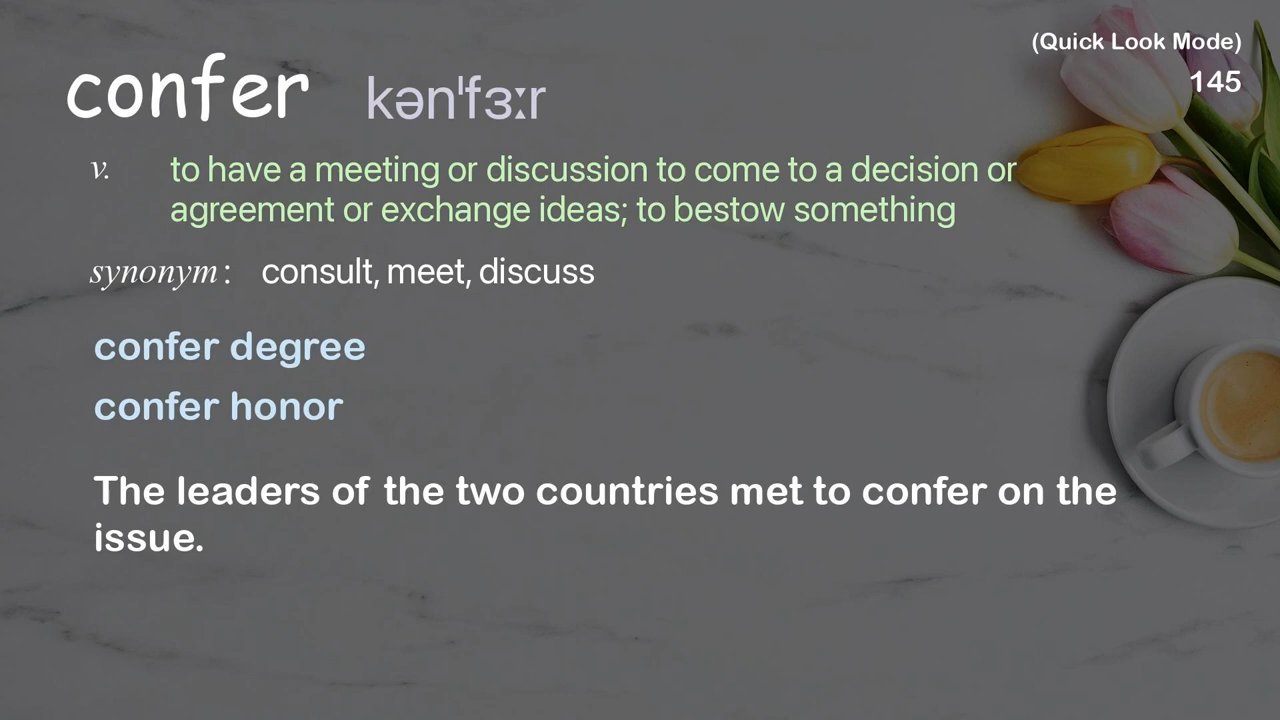 (Quick Look Mode)
145
confer kən'fɜːr
v. to have a meeting or discussion to come to a decision or
agreement or exchange ideas; to bestow something
synonym : consult, meet, discuss
confer degree
confer honor
The leaders of the two countries met to confer on the
issue.